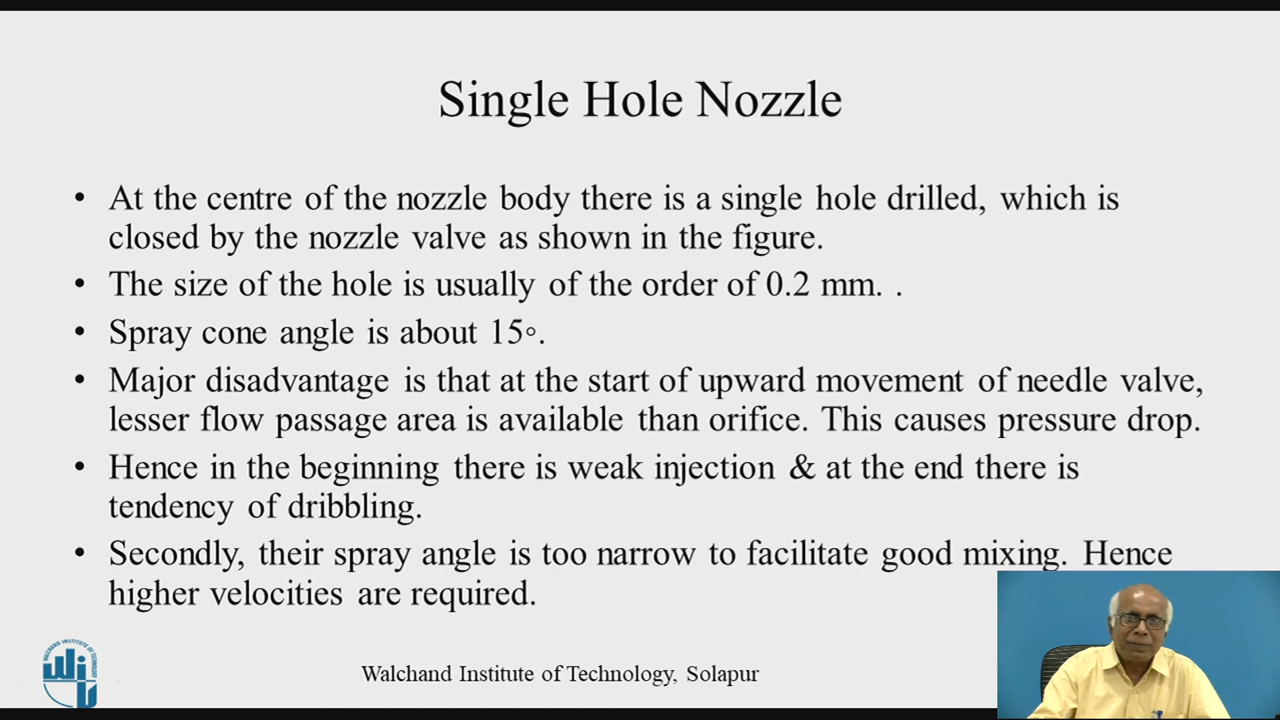 Single Hole Nozzle
• At the centre of the nozzle body there is a single hole drilled, which is
closed by the nozzle valve as shown in the figure.
• The size of the hole is usually of the order of 0.2 mm. .
• Spray cone angle is about 15∘.
• Major disadvantage is that at the start of upward movement of needle valve,
lesser flow passage area is available than orifice. This causes pressure drop.
• Hence in the beginning there is weak injection & at the end there is
tendency of dribbling.
• Secondly, their spray angle is too narrow to facilitate good mixing. Hence
higher velocities are required.
WALCHAND INSTITUTE OF TECHNOLOGY
WIT
Walchand Institute of Technology, Solapur